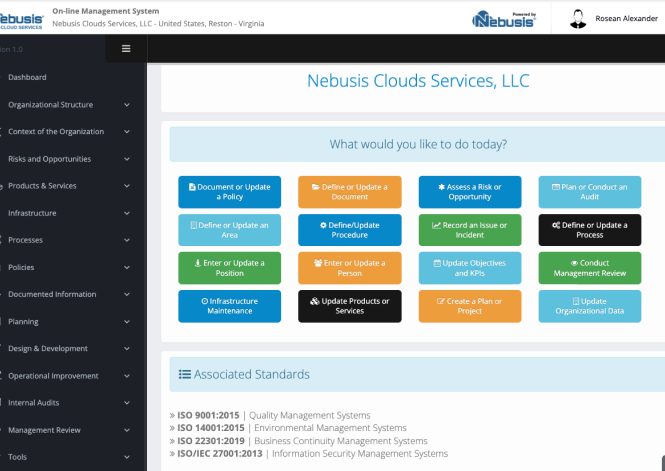 Nebusis
CLOUD SERVICES
On-line Management System
Nebusis Clouds Services, LLC - United States, Reston - Virginia
Powered by
Nebusis
Rosean Alexander
1.0
Dashboard
Organizational Structure
Context of the Organization
Risks and Opportunities
Products & Services
Infrastructure
Processes
Policies
Documented Information
Planning
Design & Development
Operational Improvement
Internal Audits
Management Review
Tools
Nebusis Clouds Services, LLC
What would you like to do today?
Document or Update
a Policy
Define or Update a
Document
Assess a Risk or
Opportunity
Plan or Conduct an
Audit
Define or Update an
Area
Define/Update
Procedure
Record an Issue or
Incident
Define or Update a
Process
Enter or Update a
Position
Enter or Update a
Person
Update Objectives
and KPIs
Conduct
Management Review
Infrastructure
Maintenance
Update Products or
Services
Create a Plan or
Project
Update
Organizational Data
Associated Standards
» ISO 9001:2015 | Quality Management Systems
» ISO 14001:2015 | Environmental Management Systems
» ISO 22301:2019 | Business Continuity Management Systems
» ISO/IEC 27001:2013 | Information Security Management Systems